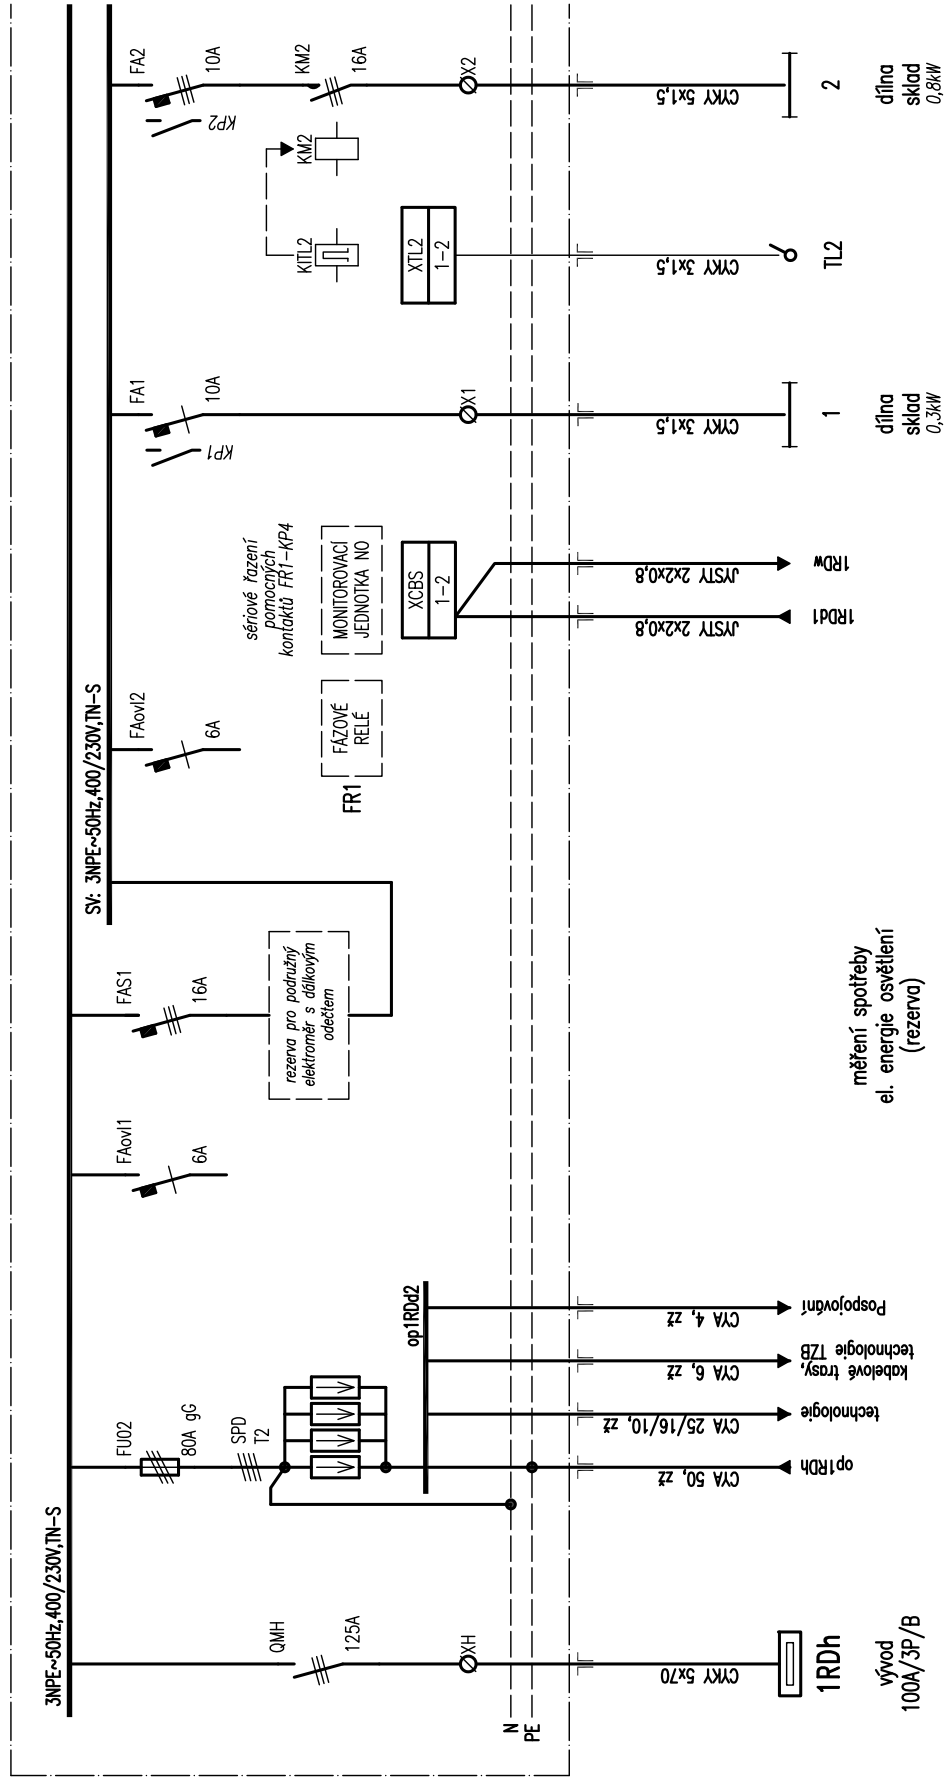 3NPE~50Hz,400/230V,TN-S
QMH
125A
XH
N
PE
CYKY 5x70
1RDh
vývod
100A/3P/B
FU02
80A gG
SPD
T2
op1RDd2
CYA 50, zž
CYA 25/16/10, zž
CYA 6, zž
CYA 4, zž
op1RDh
technologie
kabelové trasy,
technologie TZB
Pospojování
FAovl1
6A
FAS1
16A
rezerva pro podružný
elektroměr s dálkovým
odečtem
měření spotřeby
el. energie osvětlení
(rezerva)
SV: 3NPE~50Hz,400/230V,TN-S
FAovl2
6A
FR1
FÁZOVÉ
RELÉ
sériové řazení
pomocných
kontaktů FR1-KP4
MONITOROVACÍ
JEDNOTKA NO
XCBS
1-2
JYSTY 2x2x0,8
JYSTY 2x2x0,8
1RDd1
1RDw
FA1
10A
KP1
X1
CYKY 3x1,5
1
dílna
sklad
0,3kW
KITL2
XTL2
1-2
CYKY 3x1,5
TL2
KM2
FA2
10A
KP2
KM2
16A
X2
CYKY 5x1,5
2
dílna
sklad
0,8kW